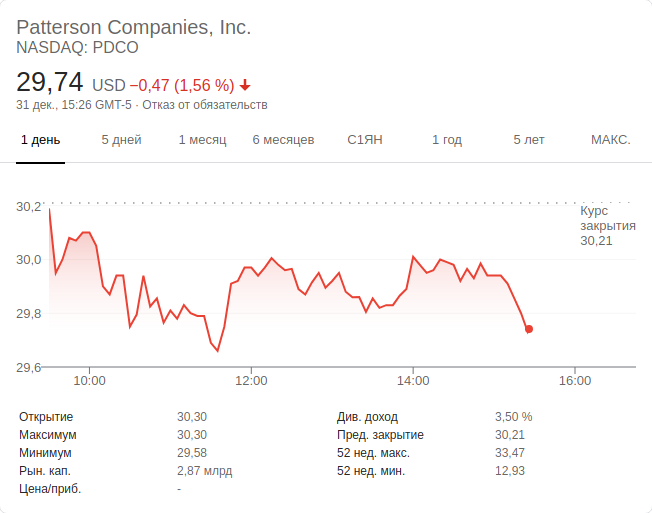 Patterson Companies, Inc.
NASDAQ: PDCO
29,74 USD −0,47 (1,56 %)
31 дек., 15:26 GMT-5 · Отказ от обязательств
1 день 5 дней 1 месяц 6 месяцев С1ЯН 1 год 5 лет МАКС.
30,2
Курс
закрытия
30,21
30,0
29,8
29,6
10:00 12:00 14:00 16:00
Открытие 30,30 Див. доход 3,50 %
Максимум 30,30 Пред. закрытие 30,21
Минимум 29,58 52 нед. макс. 33,47
Рын. кап. 2,87 млрд 52 нед. мин. 12,93
Цена/приб. -